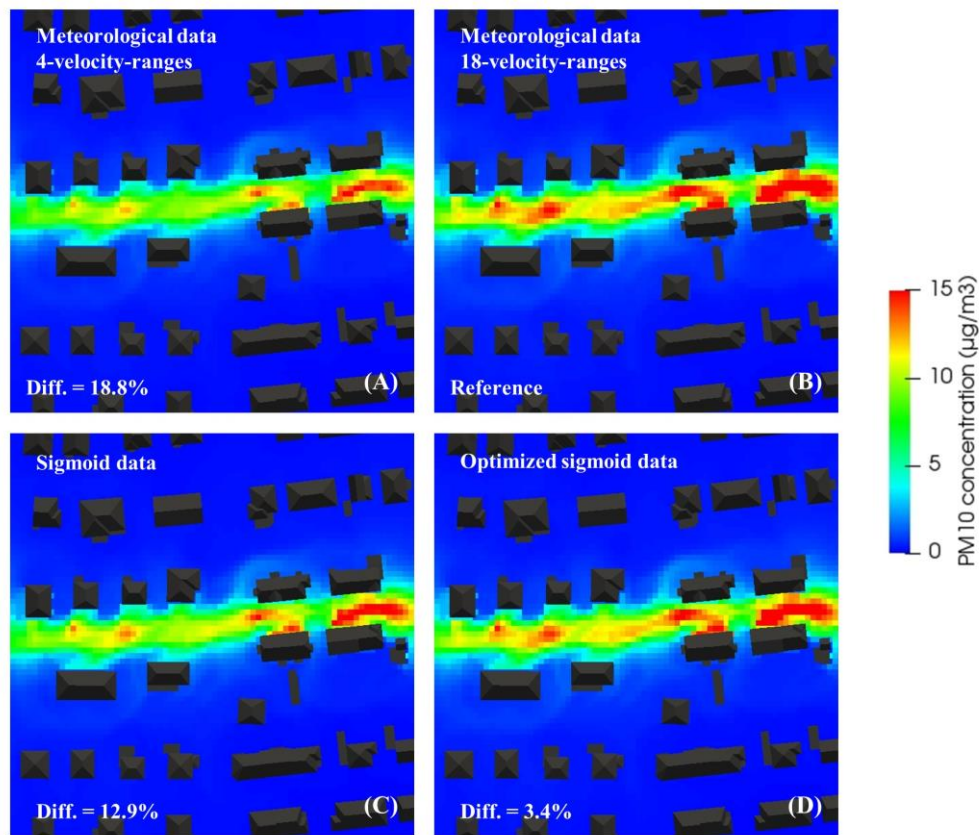 Meteorological data
4-velocity-ranges
Diff. = 18.8%
(A)
Meteorological data
18-velocity-ranges
Reference
(B)
Sigmoid data
Diff. = 12.9%
(C)
Optimized sigmoid data
Diff. = 3.4%
(D)
15
10
5
0
PM10 concentration (µg/m3)